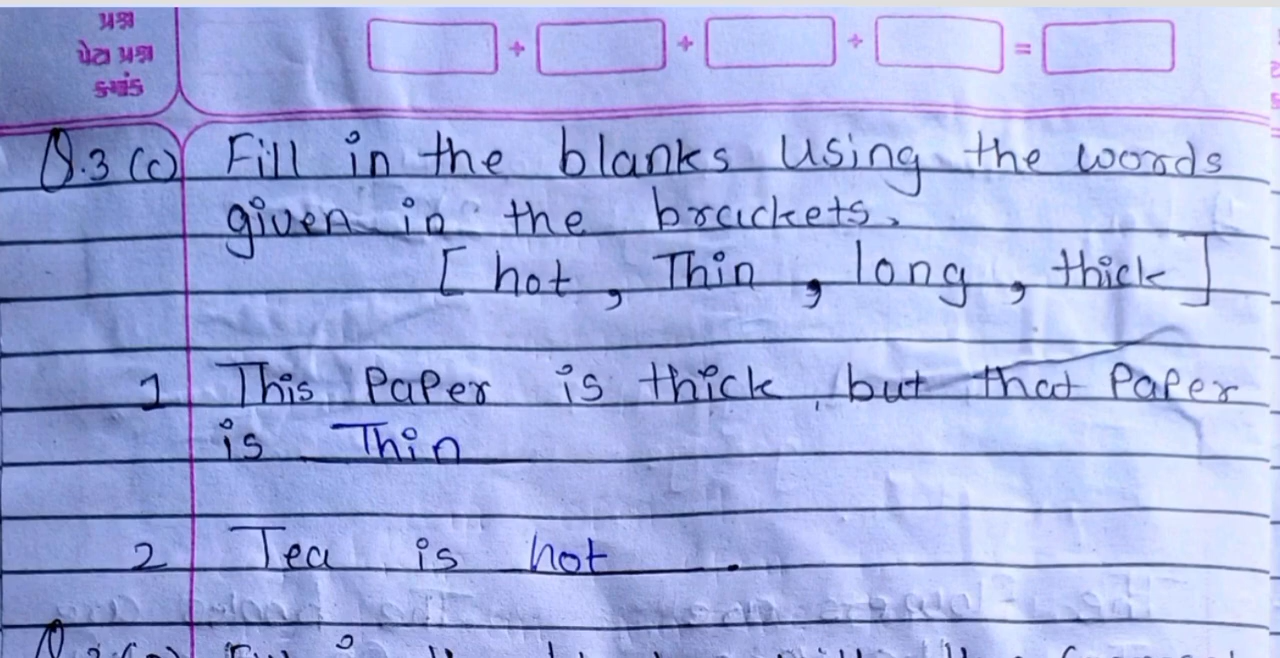 પ્રશ્ન
પેટા પ્રશ્ન
ક્રમાંક
+ + + =
Q.3 (c) Fill in the blanks using the words
given in the brackets.
[ hot , Thin , long , thick ]
1 This Paper is thick, but that Paper
is Thin
2 Tea is hot .